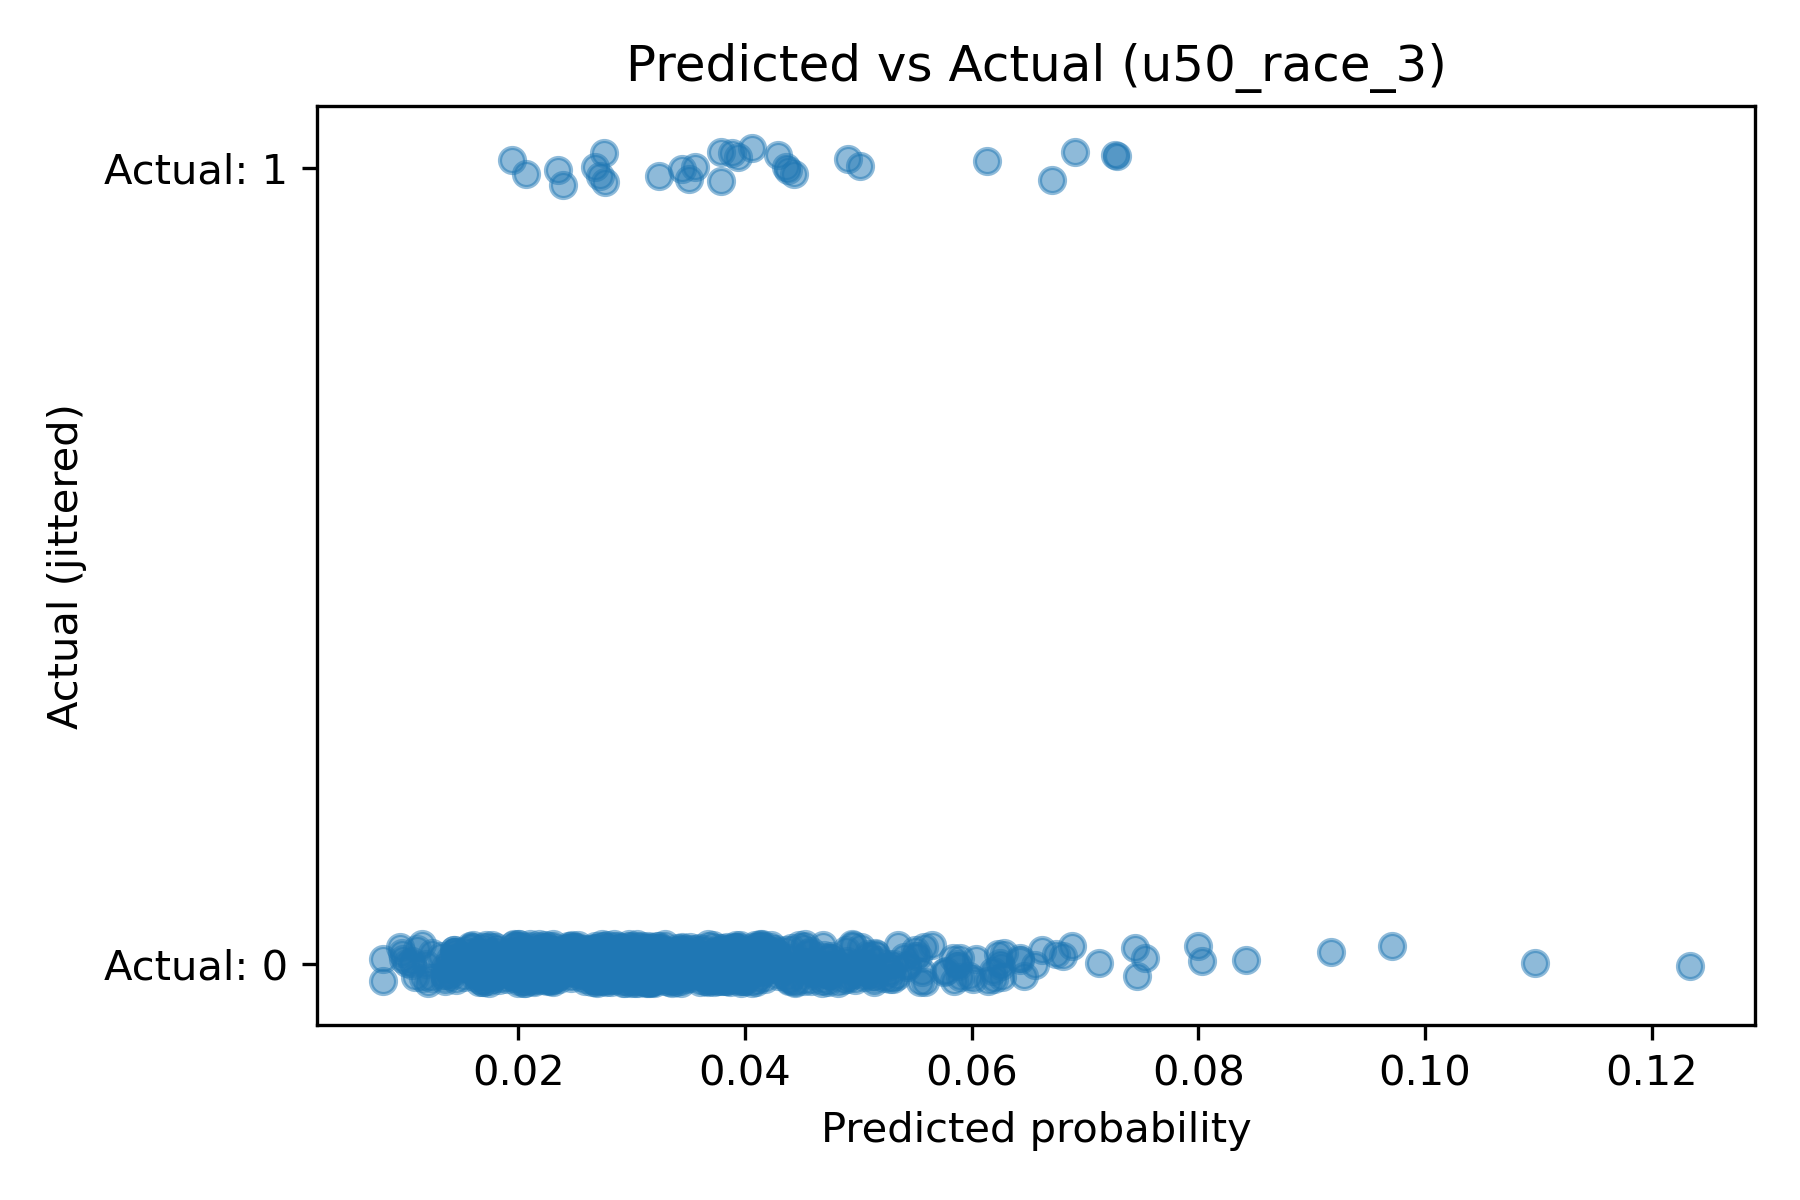 Predicted vs Actual (u50_race_3)
Actual: 1
Actual (jittered)
Actual: 0
0.02 0.04 0.06 0.08 0.10 0.12
Predicted probability